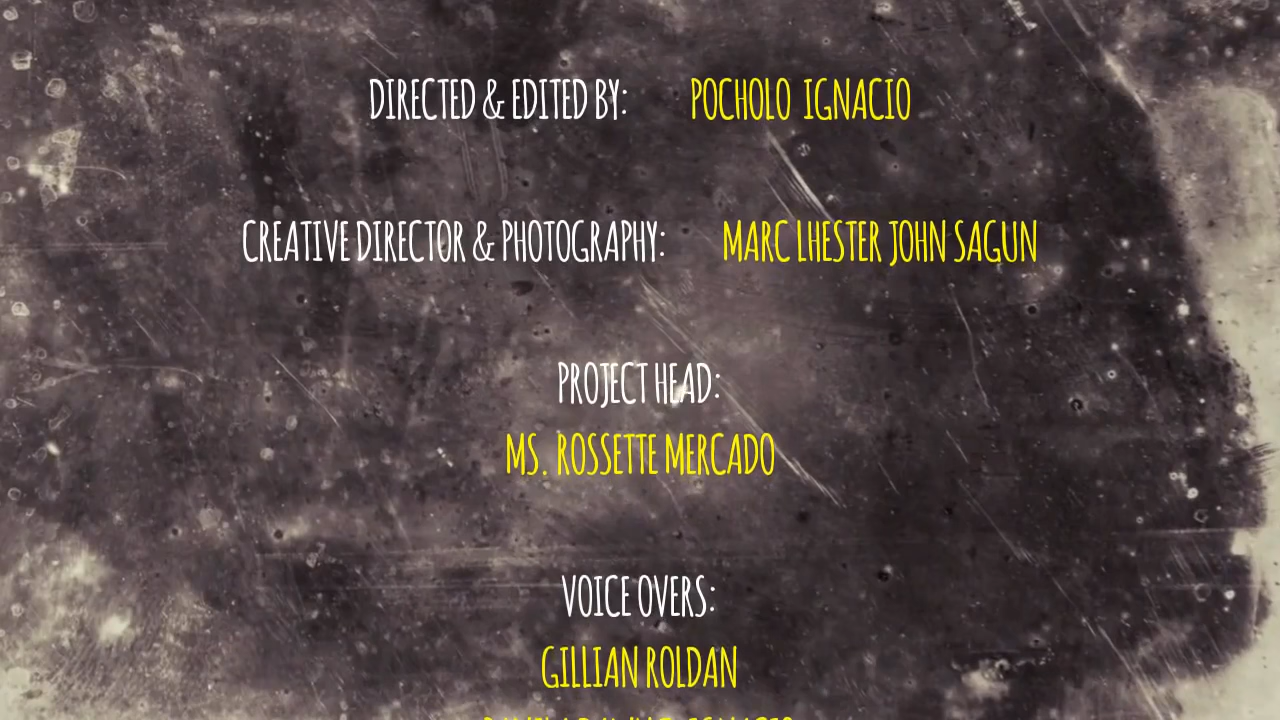 DIRECTED & EDITED BY: POCHOLO IGNACIO
CREATIVE DIRECTOR & PHOTOGRAPHY: MARC LHESTER JOHN SAGUN
PROJECT HEAD:
MS. ROSSETTE MERCADO
VOICE OVERS:
GILLIAN ROLDAN
IGNACIO